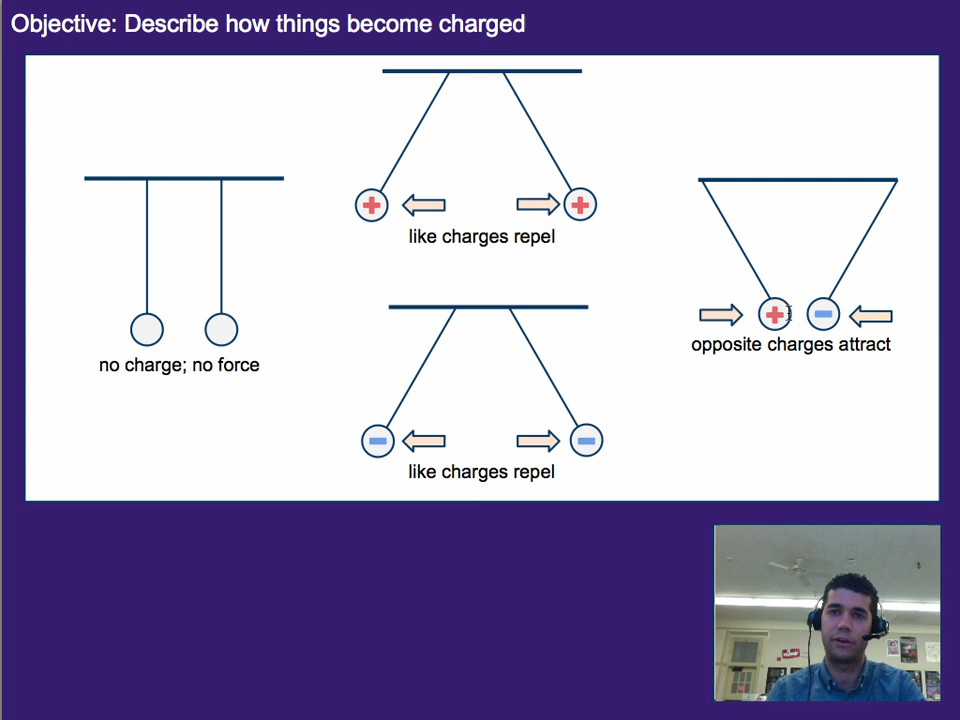 Objective: Describe how things become charged
like charges repel
no charge; no force
opposite charges attract
like charges repel